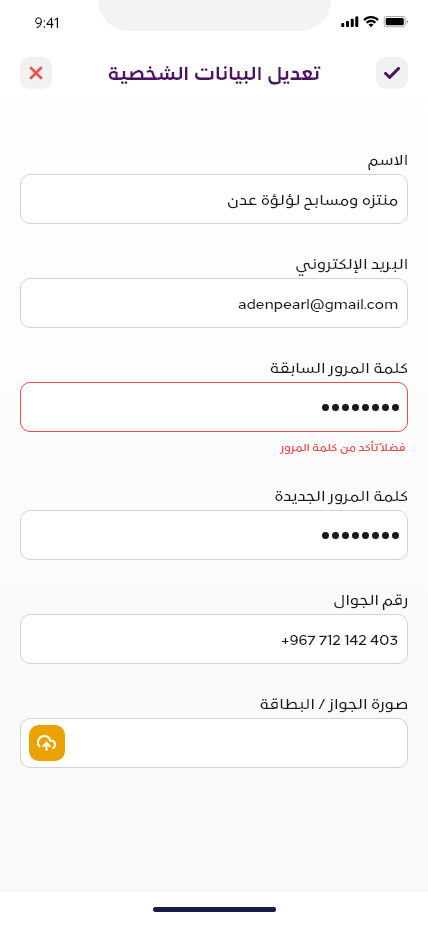 9:41
تعديل البيانات الشخصية
الاسم
منتزه ومسابح لؤلؤة عدن
البريد الإلكتروني
adenpearl@gmail.com
كلمة المرور السابقة
••••••••
فضلاً تأكد من كلمة المرور
كلمة المرور الجديدة
••••••••
رقم الجوال
+967 712 142 403
صورة الجواز / البطاقة